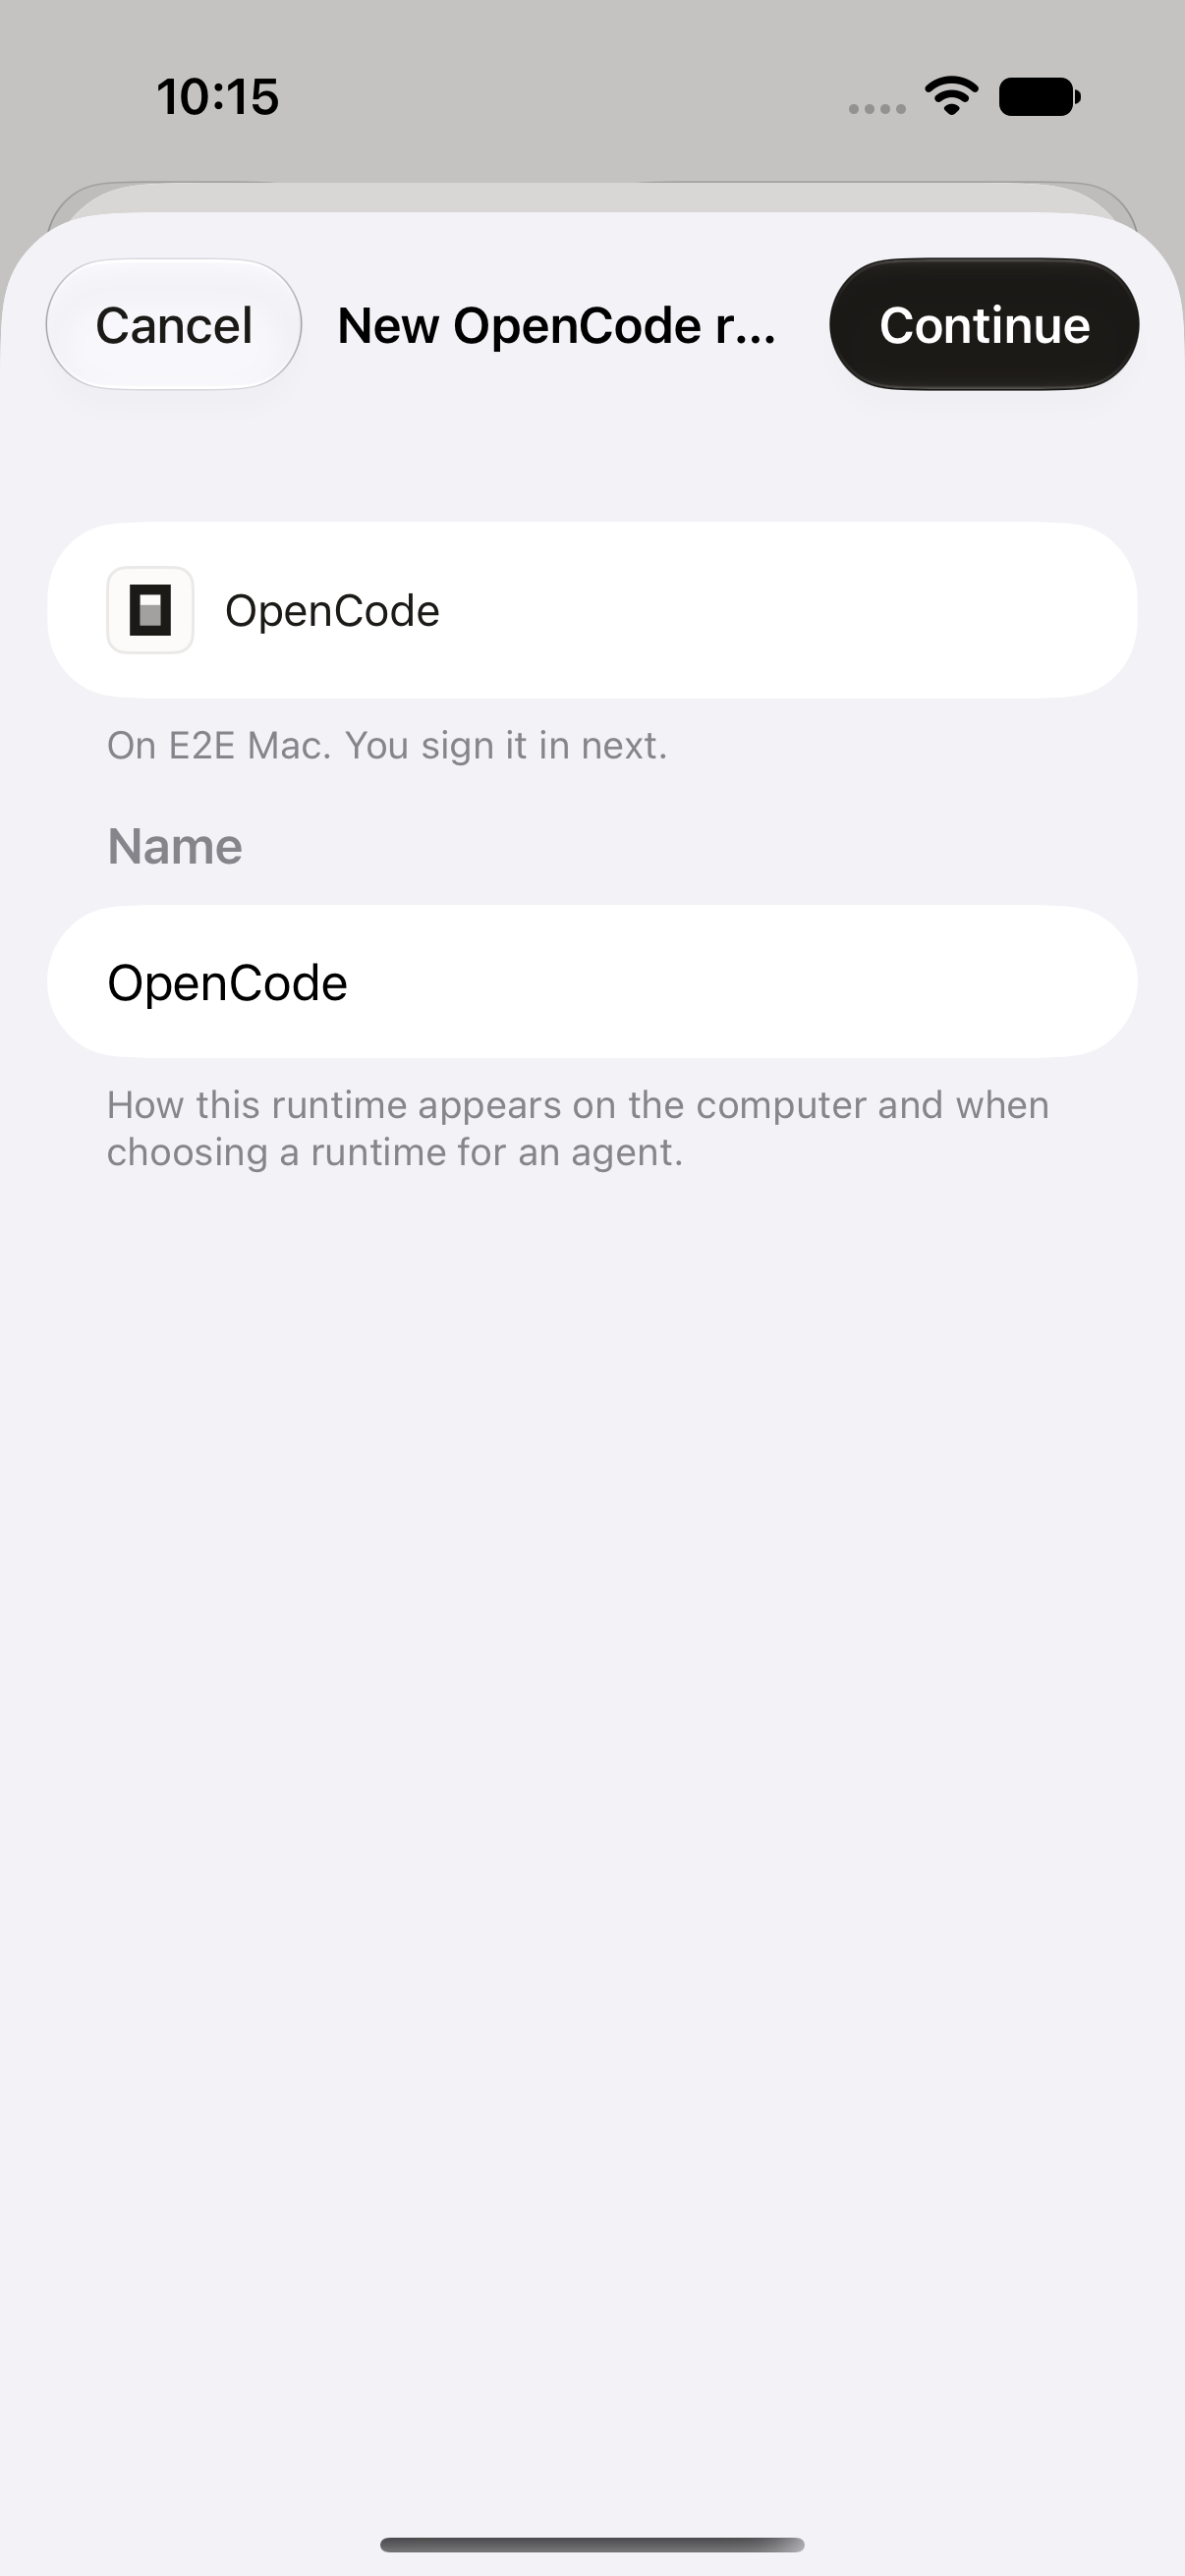 10:15
Cancel
New OpenCode r...
Continue
OpenCode
On E2E Mac. You sign it in next.
Name
OpenCode
How this runtime appears on the computer and when
choosing a runtime for an agent.